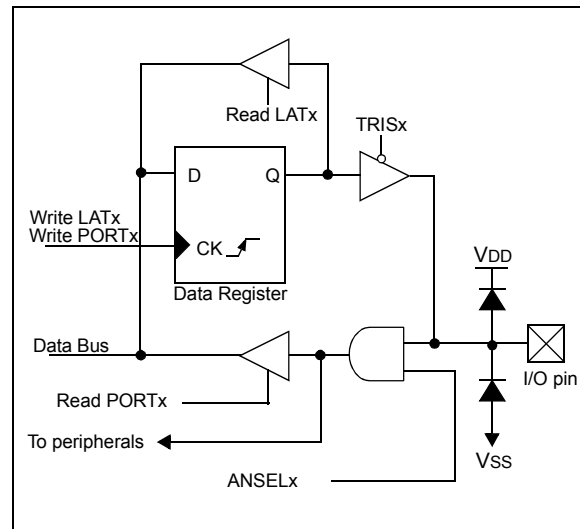 Read LATx
TRISx
D Q
Write LATx
Write PORTx
CK
Data Register
VDD
Data Bus
I/O pin
Read PORTx
To peripherals
VSS
ANSELx